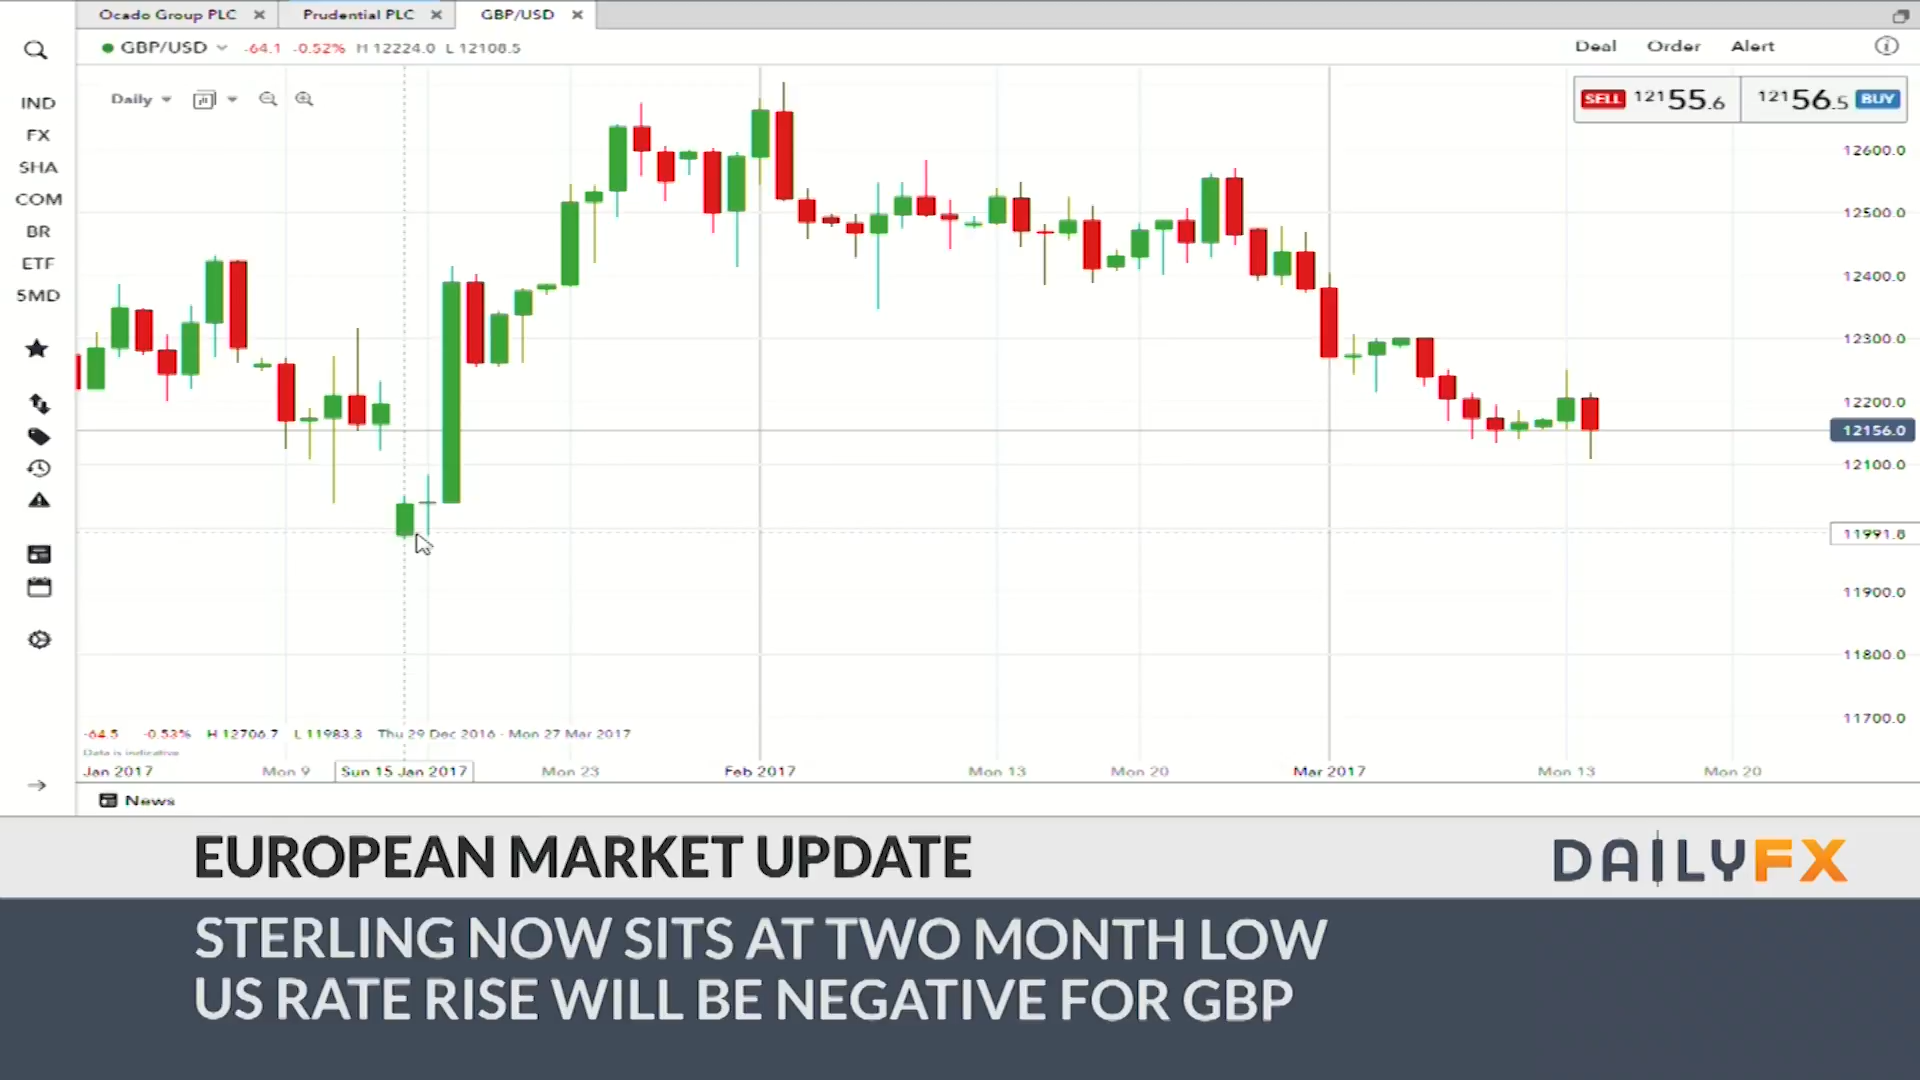 Ocado Group PLC
Prudential PLC
GBP/USD
GBP/USD -64.1 -0.52% H 12224.0 L 12108.5
Deal Order Alert
IND
FX
SHA
COM
BR
ETF
5MD
Daily
SELL 12155.6
12156.5 BUY
12600.0
12500.0
12400.0
12300.0
12200.0
12156.0
12100.0
11991.8
11900.0
11800.0
11700.0
-64.5 -0.53% H 12706.7 L 11983.3 Thu 29 Dec 2016 - Mon 27 Mar 2017
Data is indicative
Jan 2017 Mon 9 Sun 15 Jan 2017 Mon 23 Feb 2017 Mon 13 Mon 20 Mar 2017 Mon 13 Mon 20
News
EUROPEAN MARKET UPDATE
DAILYFX
STERLING NOW SITS AT TWO MONTH LOW
US RATE RISE WILL BE NEGATIVE FOR GBP